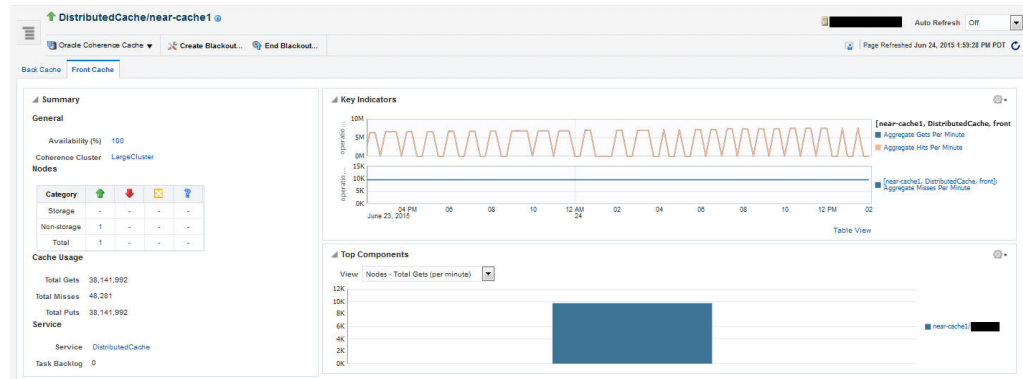 DistributedCache/near-cache1
Auto Refresh Off
Oracle Coherence Cache
Create Blackout...
End Blackout...
Page Refreshed Jun 24, 2015 1:59:28 PM PDT
Back Cache
Front Cache
Summary
General
Availability (%) 100
Coherence Cluster LargeCluster
Nodes
Category
Storage - - - -
Non-storage 1 - - -
Total 1 - - -
Cache Usage
Total Gets 38,141,992
Total Misses 48,281
Total Puts 38,141,992
Service
Service DistributedCache
Task Backlog 0
Key Indicators
operatio ...
10M
5M
0M
[near-cache1, DistributedCache, front
Aggregate Gets Per Minute
Aggregate Hits Per Minute
operatio ...
15K
10K
5K
0K
[near-cache1, DistributedCache, front])
Aggregate Misses Per Minute
04 PM 06 08 10 12 AM 02 04 06 08 10 12 PM 02
June 23, 2015 24
Table View
Top Components
View Nodes - Total Gets (per minute)
12K
10K
8K
6K
4K
2K
0K
near-cache1/